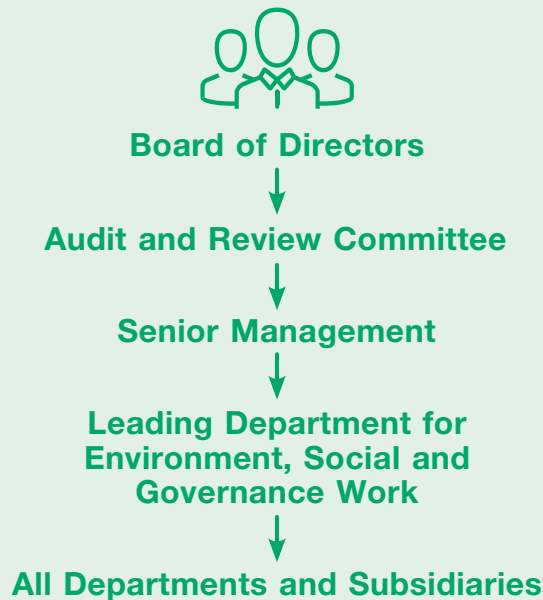 Board of Directors
Audit and Review Committee
Senior Management
Leading Department for
Environment, Social and
Governance Work
All Departments and Subsidiaries